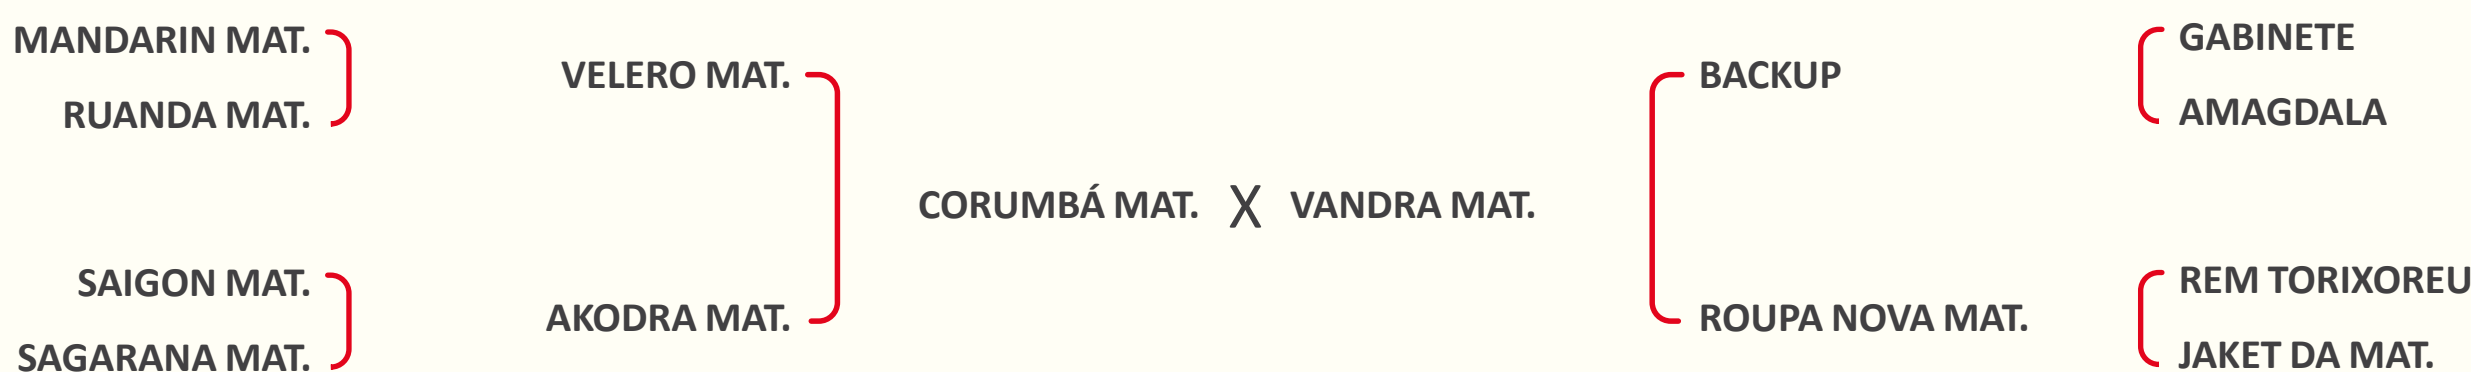 MANDARIN MAT.
RUANDA MAT.
VELERO MAT.
SAIGON MAT.
SAGARANA MAT.
AKODRA MAT.
CORUMBÁ MAT. X VANDRA MAT.
BACKUP
GABINETE
AMAGDALA
ROUPA NOVA MAT.
REM TORIXOREU
JAKET DA MAT.